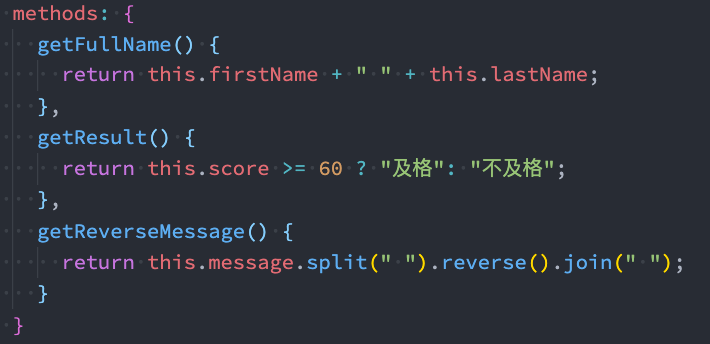 methods: {
  getFullName() {
    return this.firstName + " " + this.lastName;
  },
  getResult() {
    return this.score >= 60 ? "及格": "不及格";
  },
  getReverseMessage() {
    return this.message.split(" ").reverse().join(" ");
  }
}